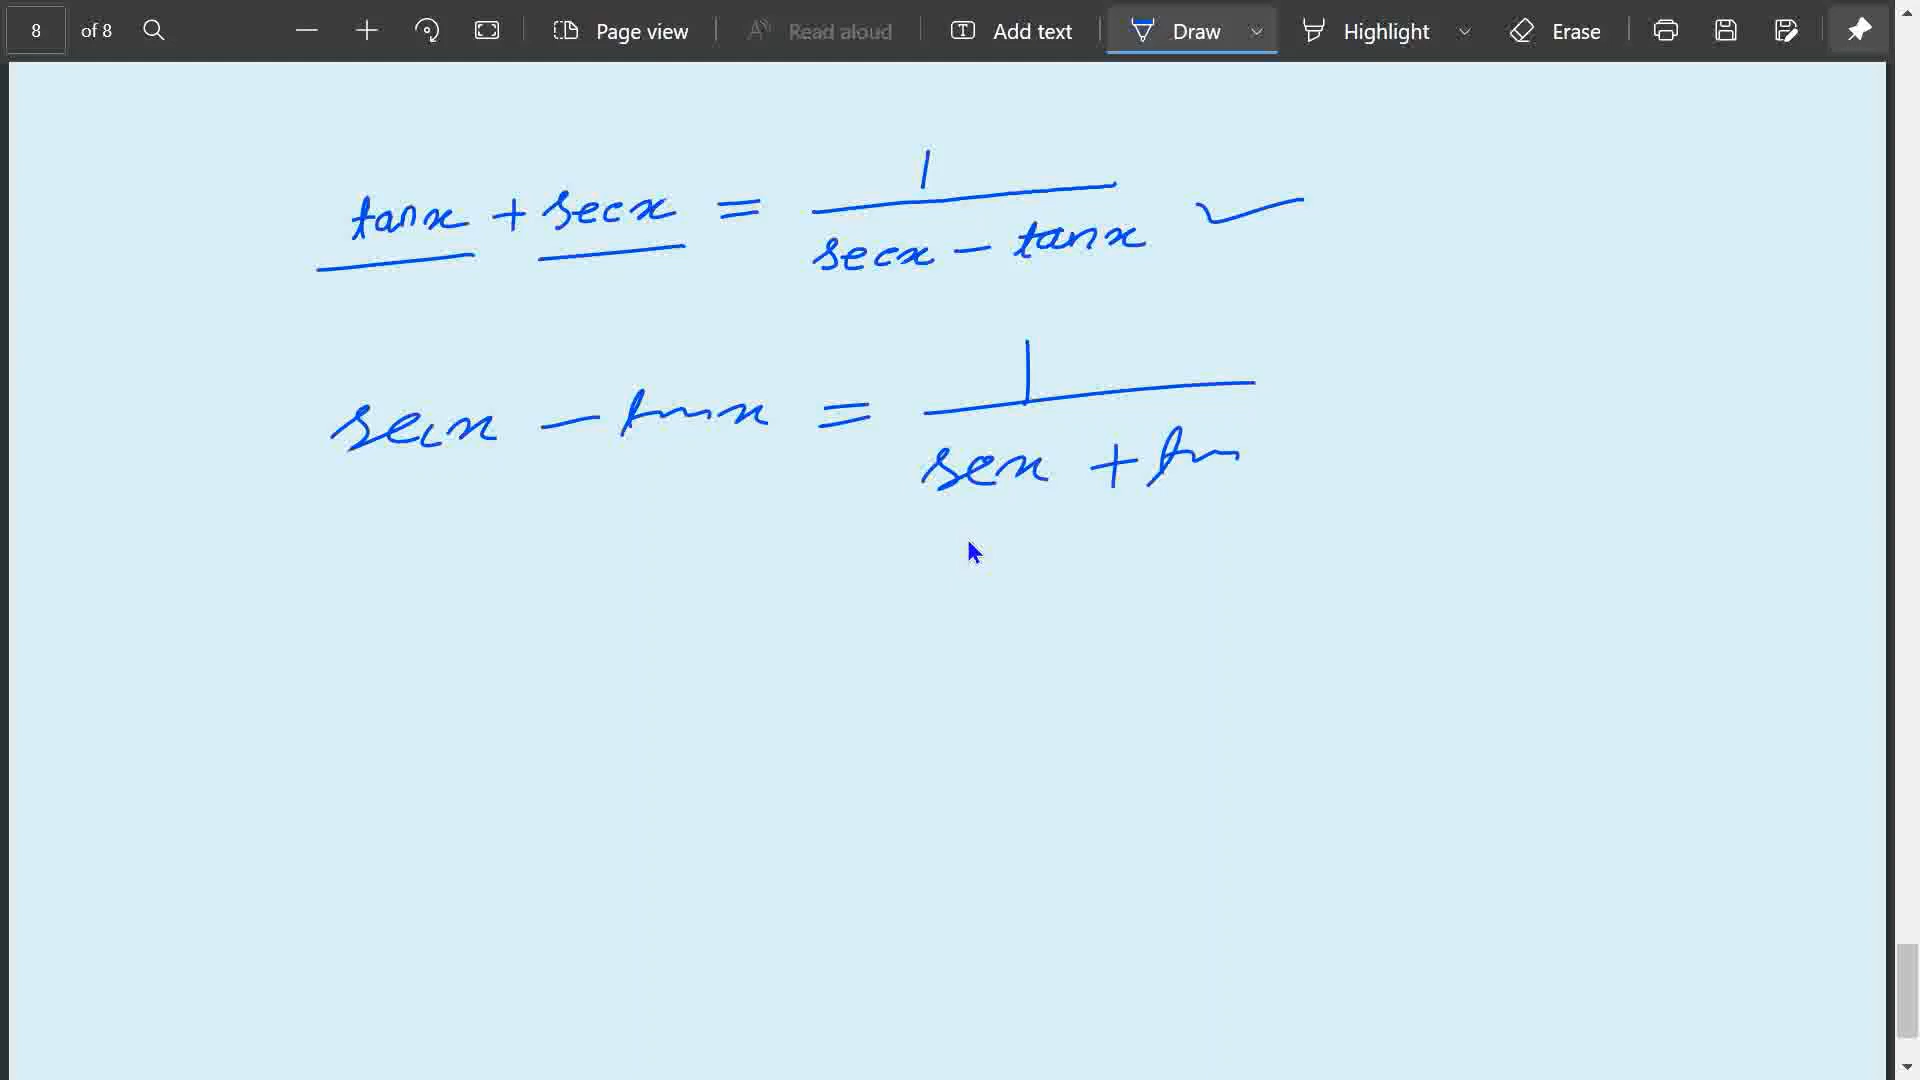 8 of 8 Page view Read aloud Add text Draw Highlight Erase
tanx + secx = 1 / secx - tanx
secx - tanx = 1 / secx + tan